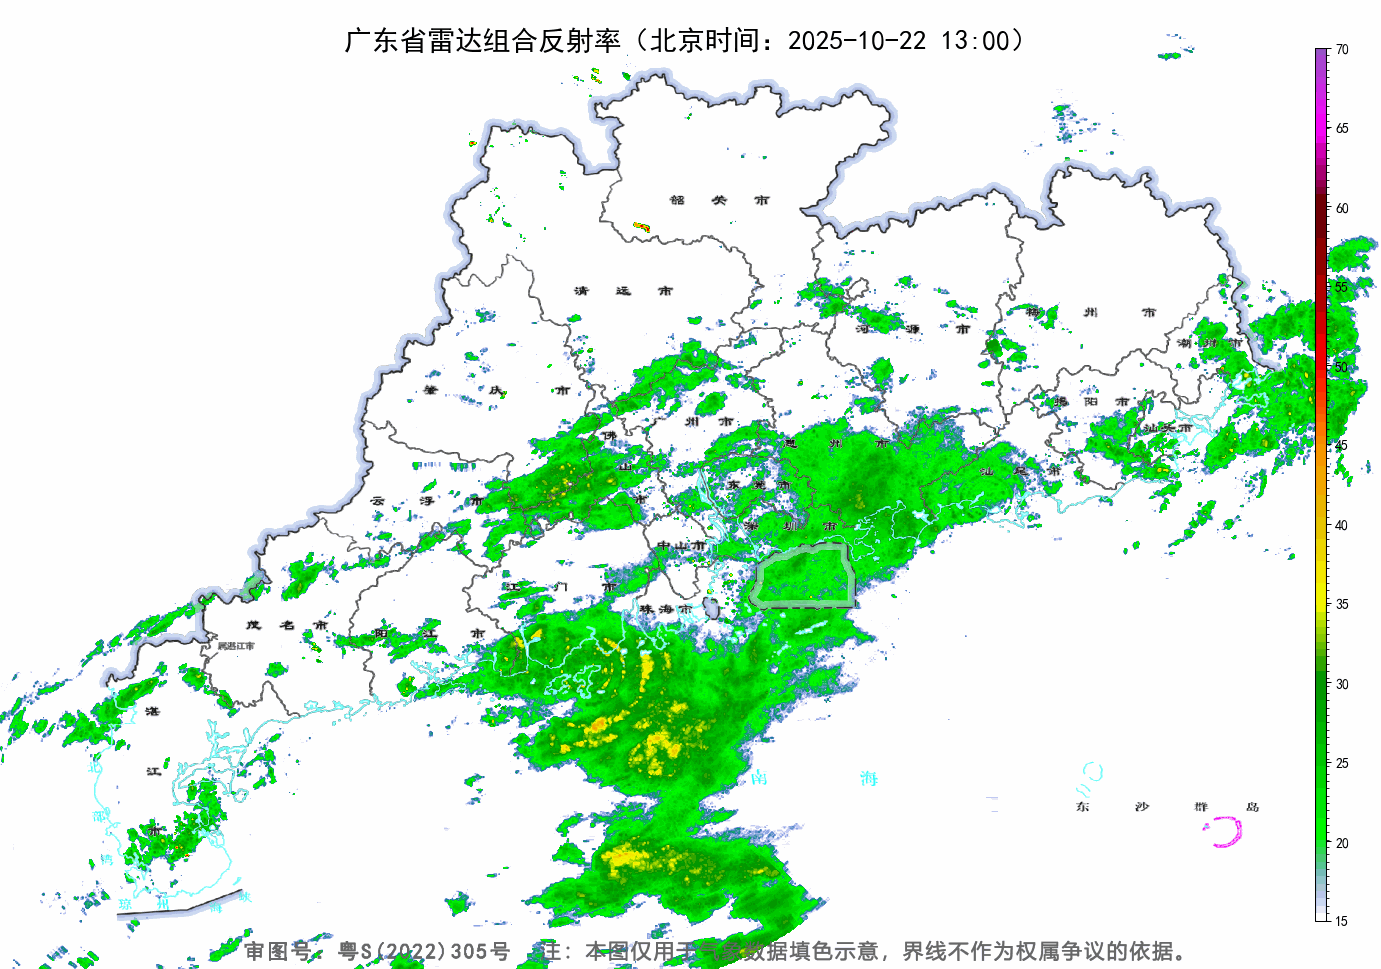 广东省雷达组合反射率（北京时间：2025-10-22 13:00）
70
65
60
55
50
45
40
35
30
25
20
15
韶 关 市
清 远 市
河 源 市
梅 州 市
潮 州 市
肇 庆 市
揭 阳 市
汕头市
广 州 市
佛 山 市
惠 州 市
汕 尾 市
云 浮 市
东 莞 市
深 圳 市
中山市
江 门 市
珠海市
茂 名 市
属湛江市
阳 江 市
湛 江 市
北 部 湾
琼 州 海 峡
南 海
东 沙 群 岛
审图号：粤S(2022)305号 注：本图仅用于气象数据填色示意，界线不作为权属争议的依据。